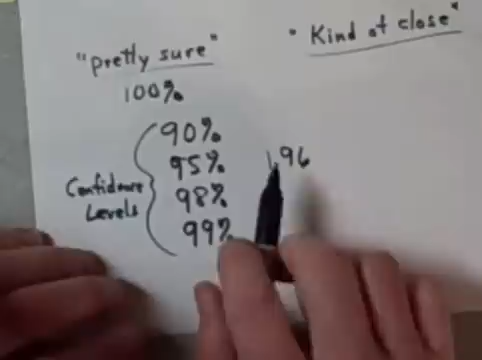 "pretty sure"
"Kind of close"
100%
90%
95%
1.96
Confidence
Levels
98%
99%